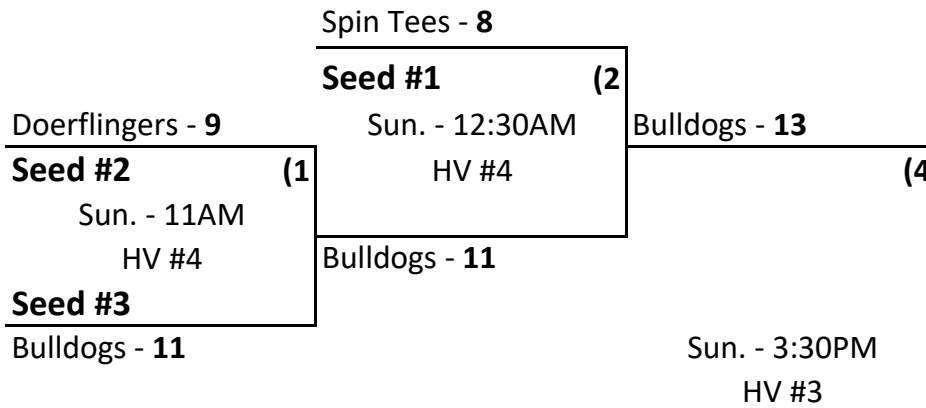 Spin Tees - 8
Seed #1 (2
Doerflingers - 9
Sun. - 12:30AM
Bulldogs - 13
Seed #2 (1
HV #4
(4
Sun. - 11AM
HV #4
Bulldogs - 11
Seed #3
Bulldogs - 11
Sun. - 3:30PM
HV #3